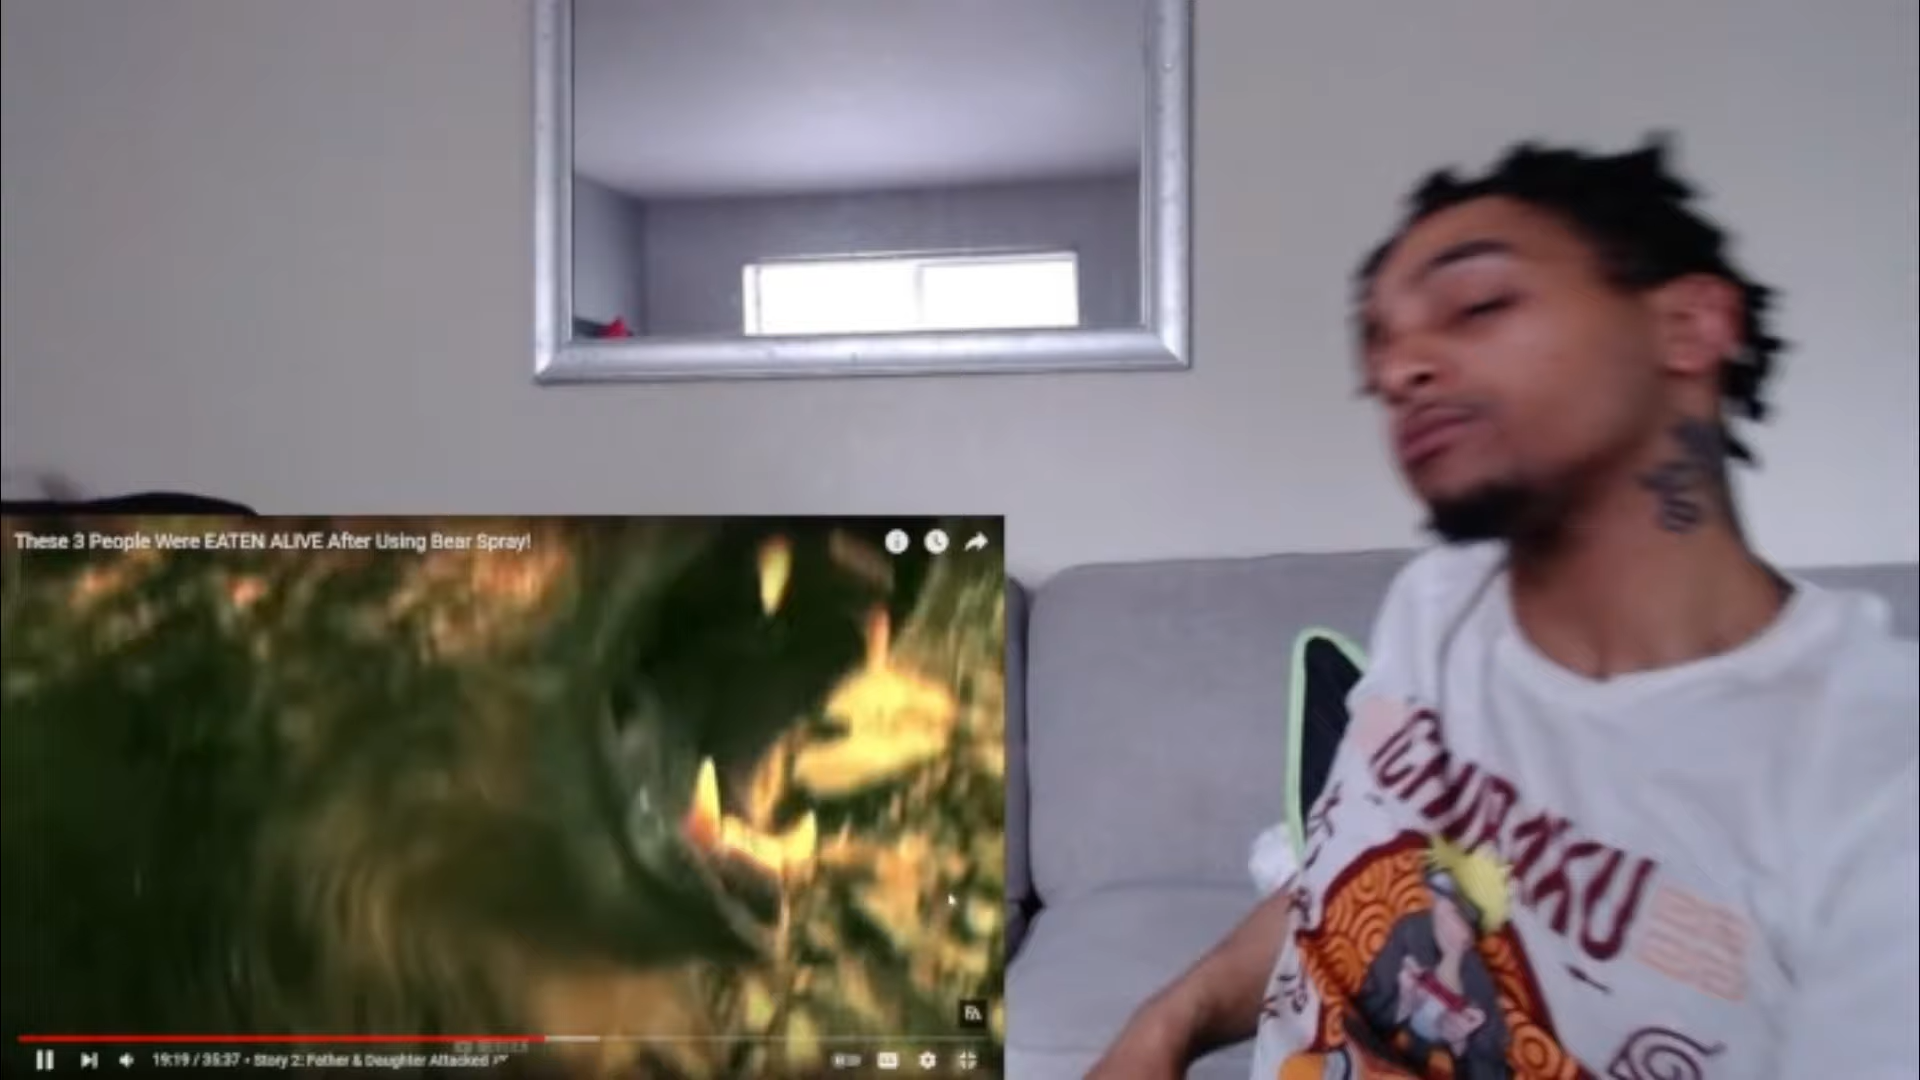 These 3 People Were EATEN ALIVE After Using Bear Spray!
ICHIRAKU
19:19 / 35:37 • Story 2: Father & Daughter Attacked >